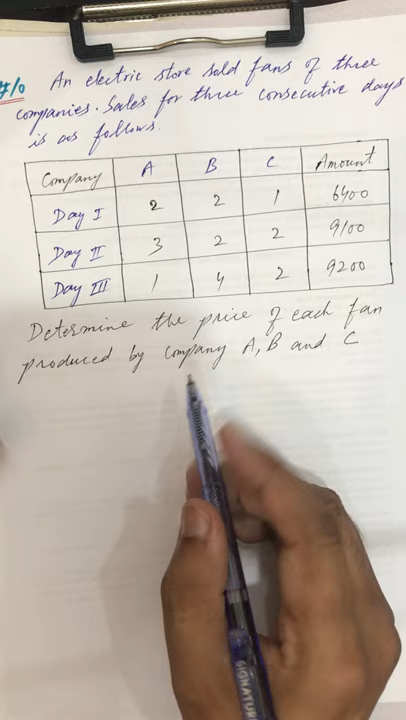 An electric store sold fans of three
companies. Sales for three consecutive days
is as follows.
Company A B C Amount
Day I 2 2 1 6400
Day II 3 2 2 9100
Day III 1 4 2 9200
Determine the price of each fan
produced by company A, B and C
SIGNATUR